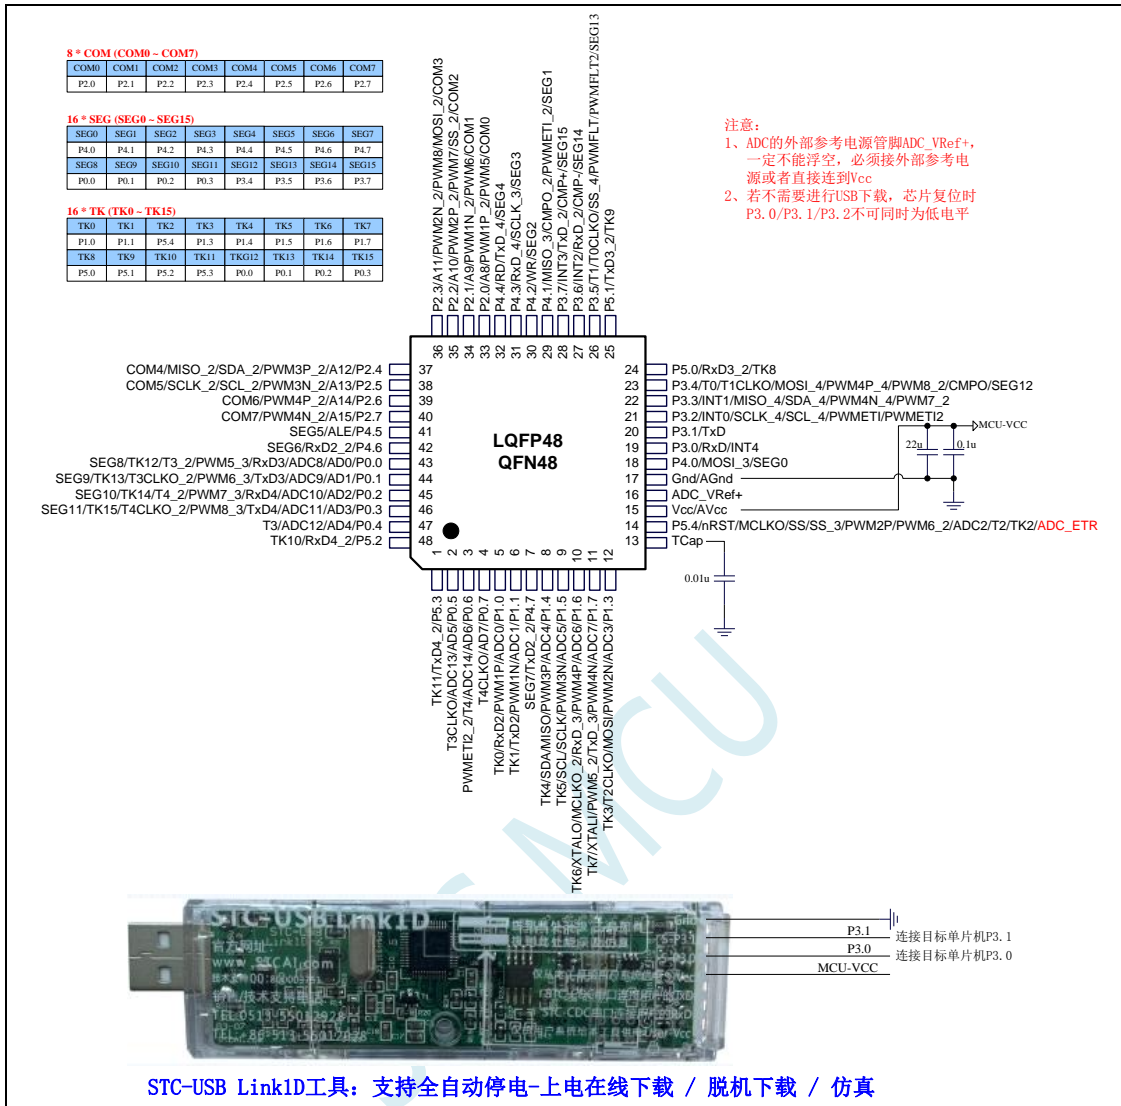 8 * COM (COM0 ~ COM7)
COM0 COM1 COM2 COM3 COM4 COM5 COM6 COM7
P2.0 P2.1 P2.2 P2.3 P2.4 P2.5 P2.6 P2.7
16 * SEG (SEG0 ~ SEG15)
SEG0 SEG1 SEG2 SEG3 SEG4 SEG5 SEG6 SEG7
P4.0 P4.1 P4.2 P4.3 P4.4 P4.5 P4.6 P4.7
SEG8 SEG9 SEG10 SEG11 SEG12 SEG13 SEG14 SEG15
P0.0 P0.1 P0.2 P0.3 P3.4 P3.5 P3.6 P3.7
16 * TK (TK0 ~ TK15)
TK0 TK1 TK2 TK3 TK4 TK5 TK6 TK7
P1.0 P1.1 P5.4 P1.3 P1.4 P1.5 P1.6 P1.7
TK8 TK9 TK10 TK11 TKG12 TK13 TK14 TK15
P5.0 P5.1 P5.2 P5.3 P0.0 P0.1 P0.2 P0.3
注意：
1、ADC的外部参考电源管脚ADC_VRef+，
一定不能浮空，必须接外部参考电
源或者直接连到Vcc
2、若不需要进行USB下载，芯片复位时
P3.0/P3.1/P3.2不可同时为低电平
P2.3/A11/PWM2N_2/PWM8/MOSI_2/COM3
P2.2/A10/PWM2P_2/PWM7/SS_2/COM2
P2.1/A9/PWM1N_2/PWM6/COM1
P2.0/A8/PWM1P_2/PWM5/COM0
P4.4/RD/TxD_4/SEG4
P4.3/RxD_4/SCLK_3/SEG3
P4.2/WR/SEG2
P4.1/MISO_3/CMPO_2/PWMETI_2/SEG1
P3.7/INT3/TxD_2/CMP+/SEG15
P3.6/INT2/RxD_2/CMP-/SEG14
P3.5/T1/T0CLKO/SS_4/PWMFLT/PWMFLT2/SEG13
P5.1/TxD3_2/TK9
36 35 34 33 32 31 30 29 28 27 26 25
COM4/MISO_2/SDA_2/PWM3P_2/A12/P2.4 37
COM5/SCLK_2/SCL_2/PWM3N_2/A13/P2.5 38
COM6/PWM4P_2/A14/P2.6 39
COM7/PWM4N_2/A15/P2.7 40
SEG5/ALE/P4.5 41
SEG6/RxD2_2/P4.6 42
SEG8/TK12/T3_2/PWM5_3/RxD3/ADC8/AD0/P0.0 43
SEG9/TK13/T3CLKO_2/PWM6_3/TxD3/ADC9/AD1/P0.1 44
SEG10/TK14/T4_2/PWM7_3/RxD4/ADC10/AD2/P0.2 45
SEG11/TK15/T4CLKO_2/PWM8_3/TxD4/ADC11/AD3/P0.3 46
T3/ADC12/AD4/P0.4 47
TK10/RxD4_2/P5.2 48
LQFP48
QFN48
24 P5.0/RxD3_2/TK8
23 P3.4/T0/T1CLKO/MOSI_4/PWM4P_4/PWM8_2/CMPO/SEG12
22 P3.3/INT1/MISO_4/SDA_4/PWM4N_4/PWM7_2
21 P3.2/INT0/SCLK_4/SCL_4/PWMETI/PWMETI2
20 P3.1/TxD
19 P3.0/RxD/INT4
18 P4.0/MOSI_3/SEG0
17 Gnd/AGnd
16 ADC_VRef+
15 Vcc/AVcc
14 P5.4/nRST/MCLKO/SS/SS_3/PWM2P/PWM6_2/ADC2/T2/TK2/ADC_ETR
13 TCap
MCU-VCC
22u 0.1u
0.01u
1 2 3 4 5 6 7 8 9 10 11 12
TK11/TxD4_2/P5.3
T3CLKO/ADC13/AD5/P0.5
PWMETI2_2/T4/ADC14/AD6/P0.6
T4CLKO/AD7/P0.7
TK0/RxD2/PWM1P/ADC0/P1.0
TK1/TxD2/PWM1N/ADC1/P1.1
SEG7/TxD2_2/P4.7
TK4/SDA/MISO/PWM3P/ADC4/P1.4
TK5/SCL/SCLK/PWM3N/ADC5/P1.5
TK6/XTALO/MCLKO_2/RxD_3/PWM4P/ADC6/P1.6
TK7/XTALI/PWM5_2/TxD_3/PWM4N/ADC7/P1.7
TK3/T2CLKO/MOSI/PWM2N/ADC3/P1.3
MCU
STC-USB Link1D
官方网址:
www.STCAI.com
销售/技术支持电话
P3.1 连接目标单片机P3.1
P3.0 连接目标单片机P3.0
MCU-VCC
STC-USB Link1D工具：支持全自动停电-上电在线下载 / 脱机下载 / 仿真